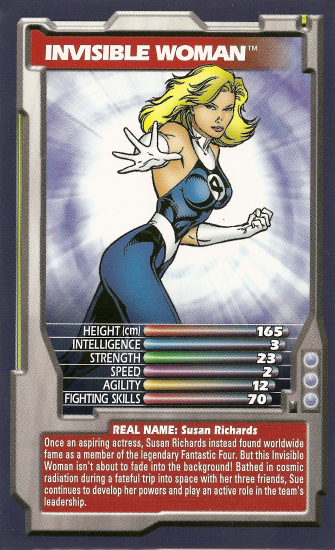 INVISIBLE WOMAN™
4
HEIGHT (cm) 165
INTELLIGENCE 3
STRENGTH 23
SPEED 2
AGILITY 12
FIGHTING SKILLS 70
REAL NAME: Susan Richards
Once an aspiring actress, Susan Richards instead found worldwide
fame as a member of the legendary Fantastic Four. But this Invisible
Woman isn't about to fade into the background! Bathed in cosmic
radiation during a fateful trip into space with her three friends, Sue
continues to develop her powers and play an active role in the team's
leadership.